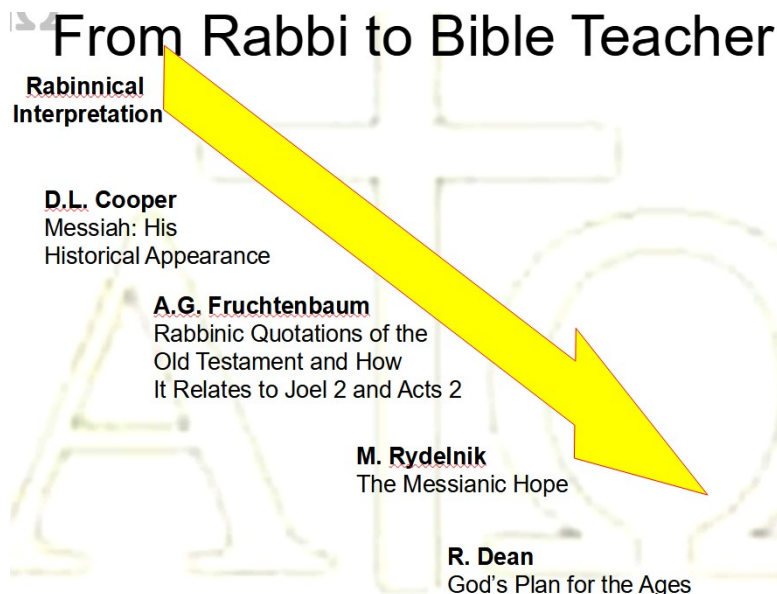 From Rabbi to Bible Teacher
Rabinnical
Interpretation
D.L. Cooper
Messiah: His
Historical Appearance
A.G. Fruchtenbaum
Rabbinic Quotations of the
Old Testament and How
It Relates to Joel 2 and Acts 2
M. Rydelnik
The Messianic Hope
R. Dean
God’s Plan for the Ages